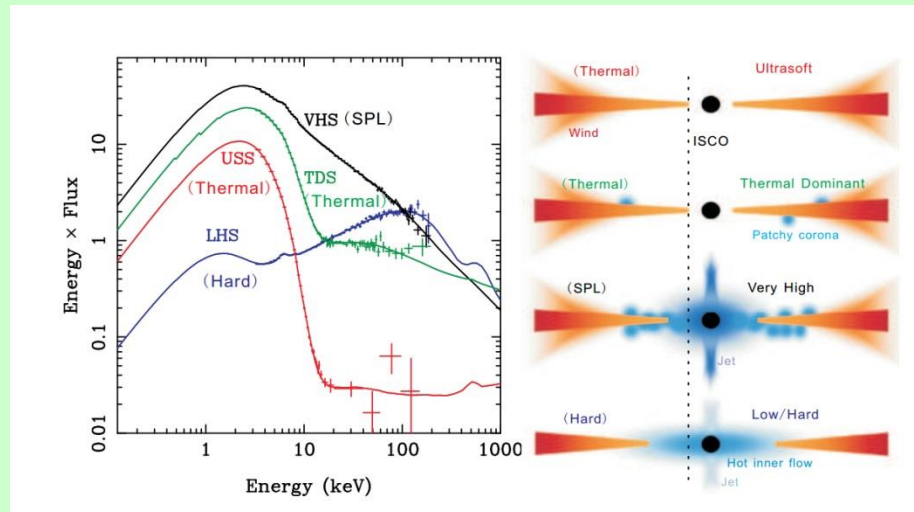 Energy × Flux
10
1
0.1
0.01
VHS (SPL)
USS
(Thermal)
TDS
(Thermal)
LHS
(Hard)
1
10
100
1000
Energy (keV)
(Thermal)
Ultrasoft
Wind
ISCO
(Thermal)
Thermal Dominant
Patchy corona
(SPL)
Very High
Jet
(Hard)
Low/Hard
Hot inner flow
Jet